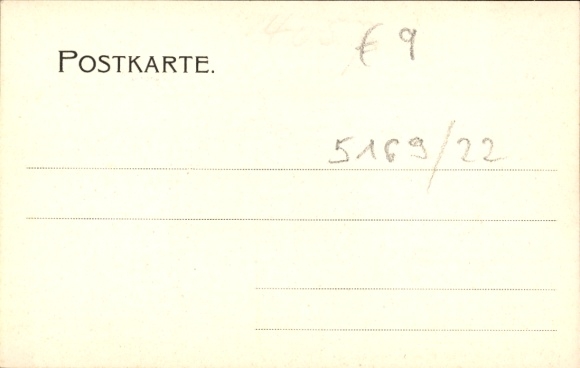 € 9
POSTKARTE.
5169/22